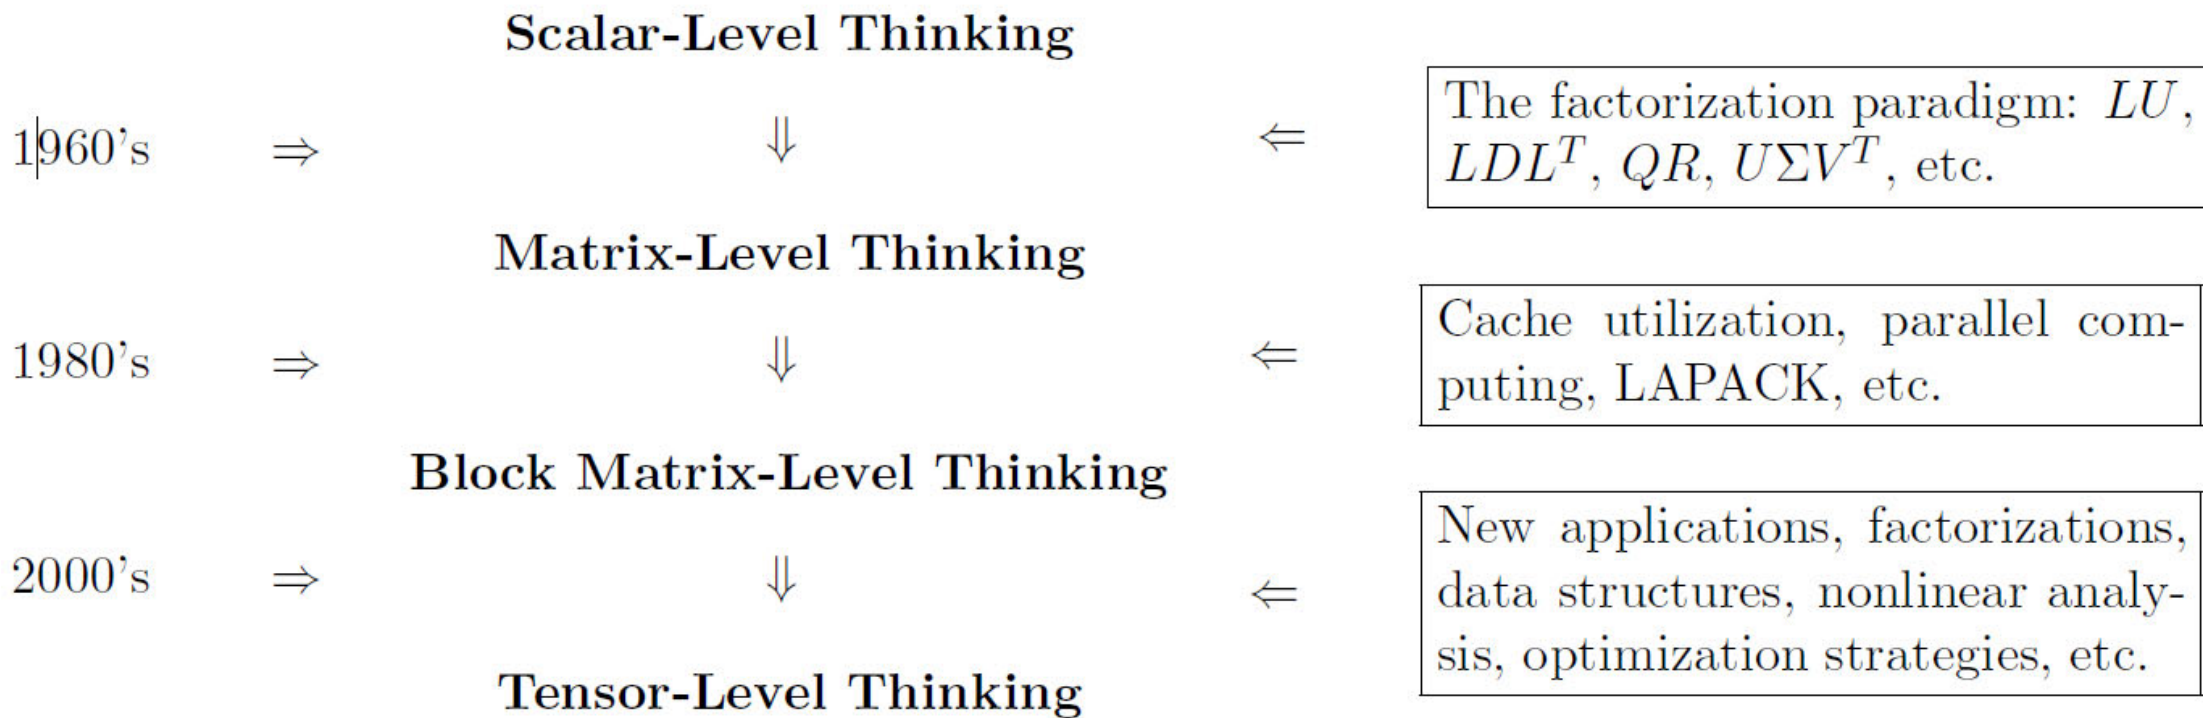 Scalar-Level Thinking
1960's ⇒ ⇓ ⇐ The factorization paradigm: LU,
LDL^T, QR, UΣV^T, etc.
Matrix-Level Thinking
1980's ⇒ ⇓ ⇐ Cache utilization, parallel com-
puting, LAPACK, etc.
Block Matrix-Level Thinking
2000's ⇒ ⇓ ⇐ New applications, factorizations,
data structures, nonlinear analy-
sis, optimization strategies, etc.
Tensor-Level Thinking